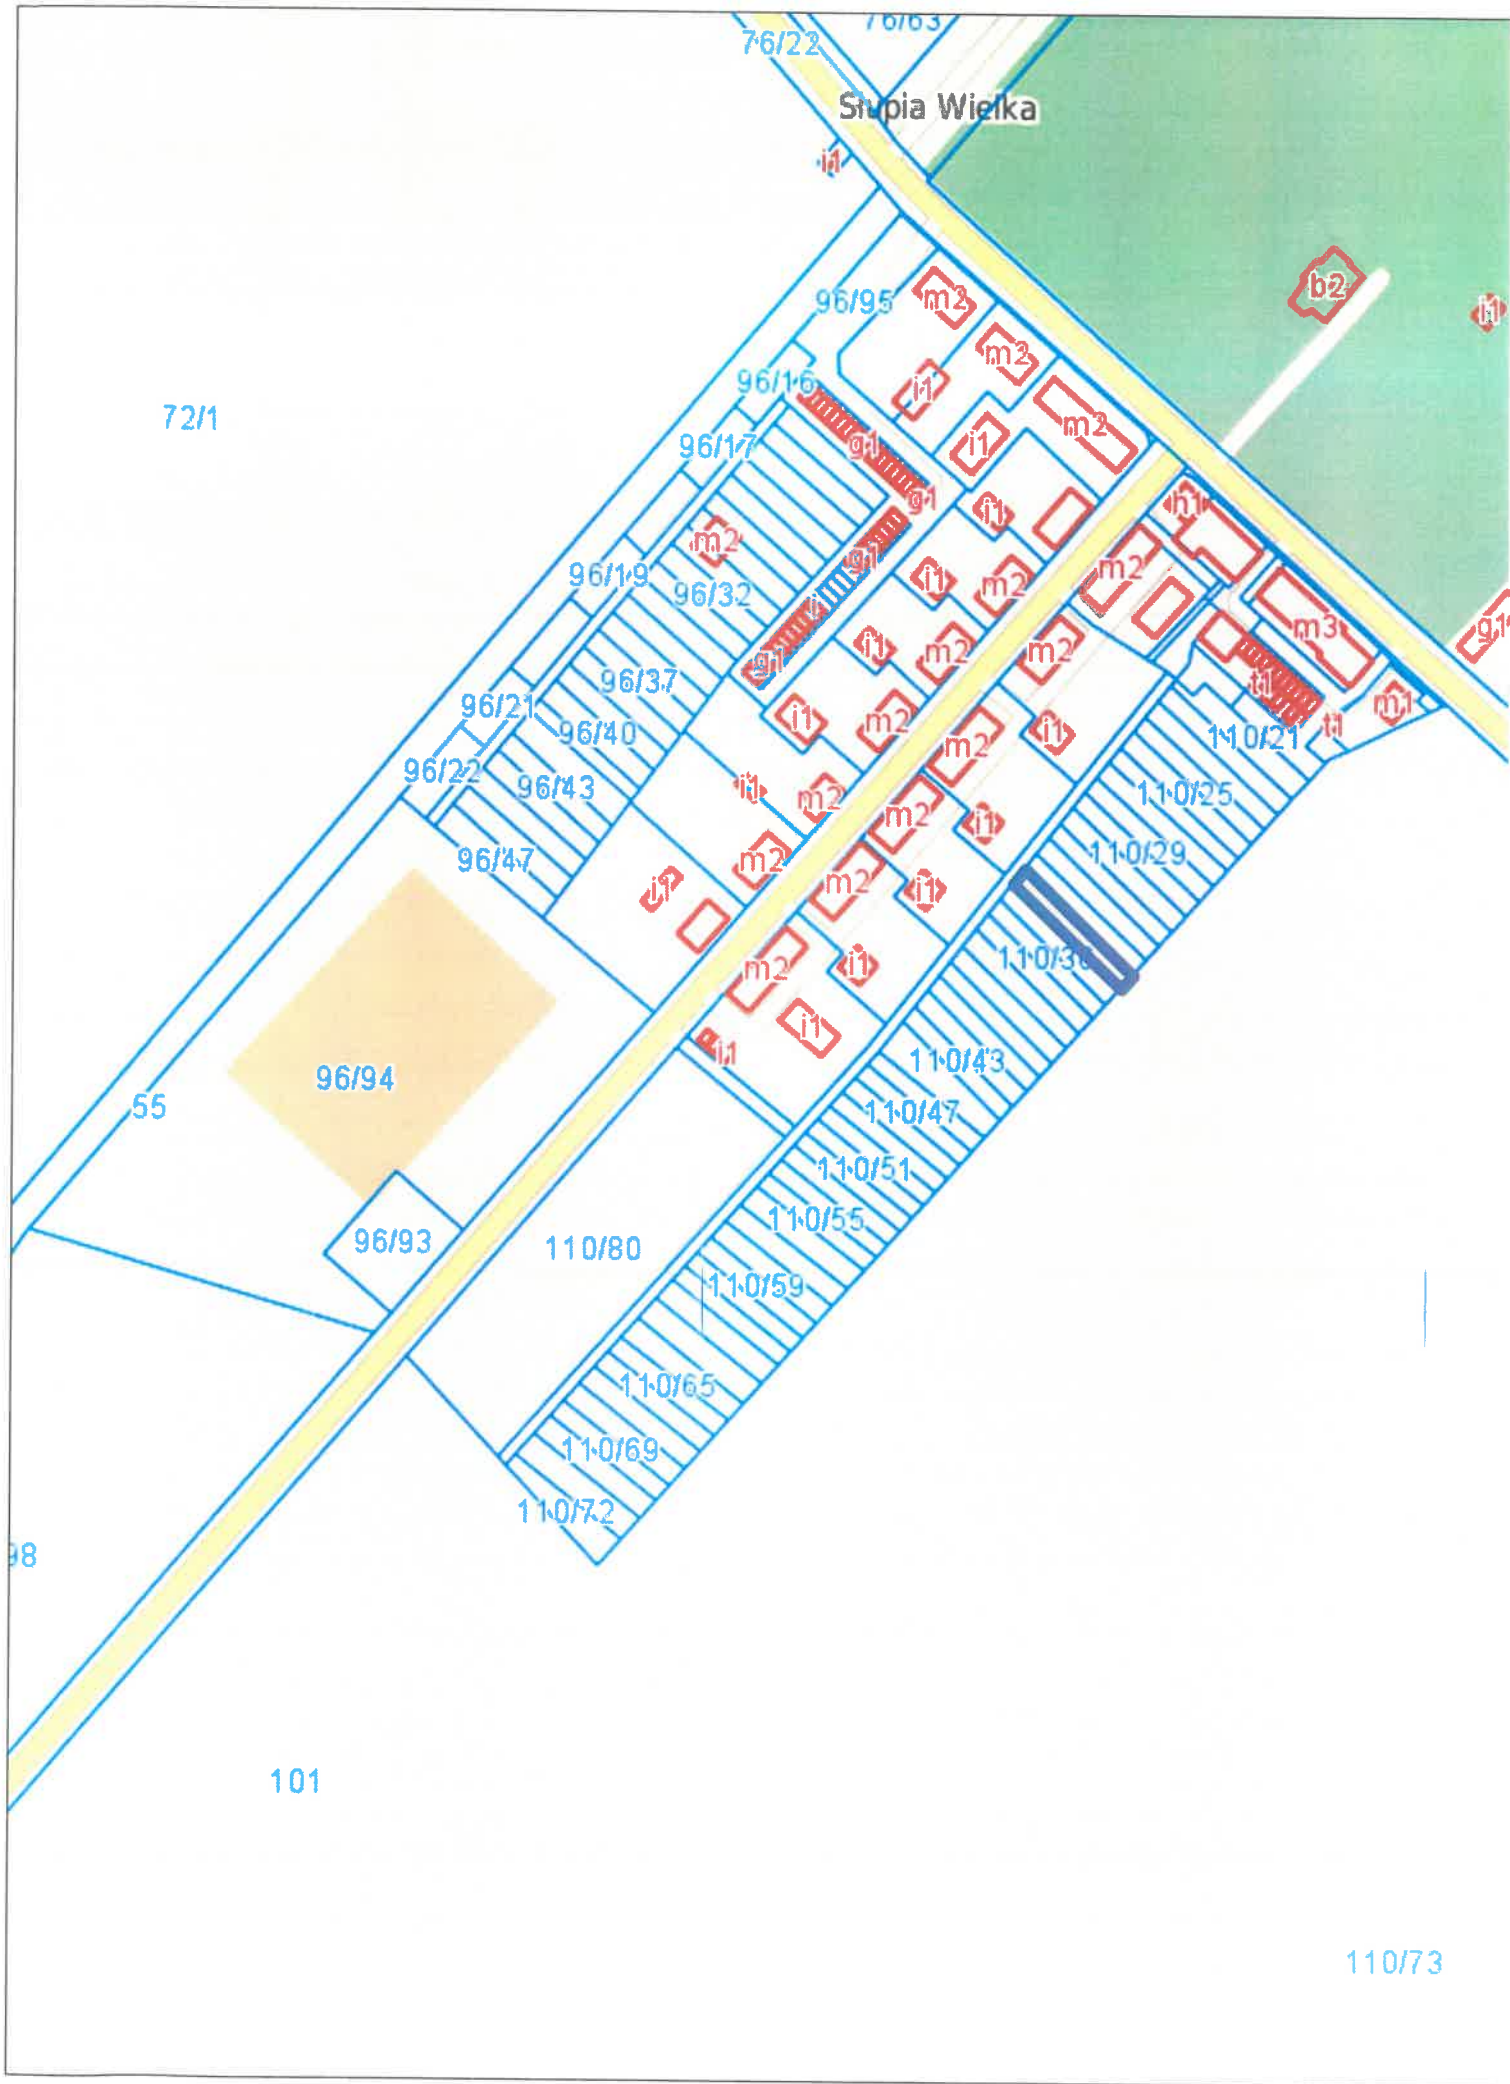 76/63
76/22
Słupia Wielka
i1
b2
i1
96/95
m2
m2
i1
96/16
m2
72/1
g1
i1
96/17
g1
h1
i1
m2
g1
96/19
i1
m2
m2
96/32
m3
g1
i1
i1
m2
m2
g1
96/37
t1
m1
96/21
i1
m2
t1
96/40
i1
110/21
m2
96/22
96/43
i1
m2
110/25
m2
i1
96/47
m2
110/29
i1
m2
i1
m2
i1
110/36
i1
i1
110/43
96/94
55
110/47
110/51
110/55
96/93
110/80
110/59
110/65
110/69
110/72
98
101
110/73